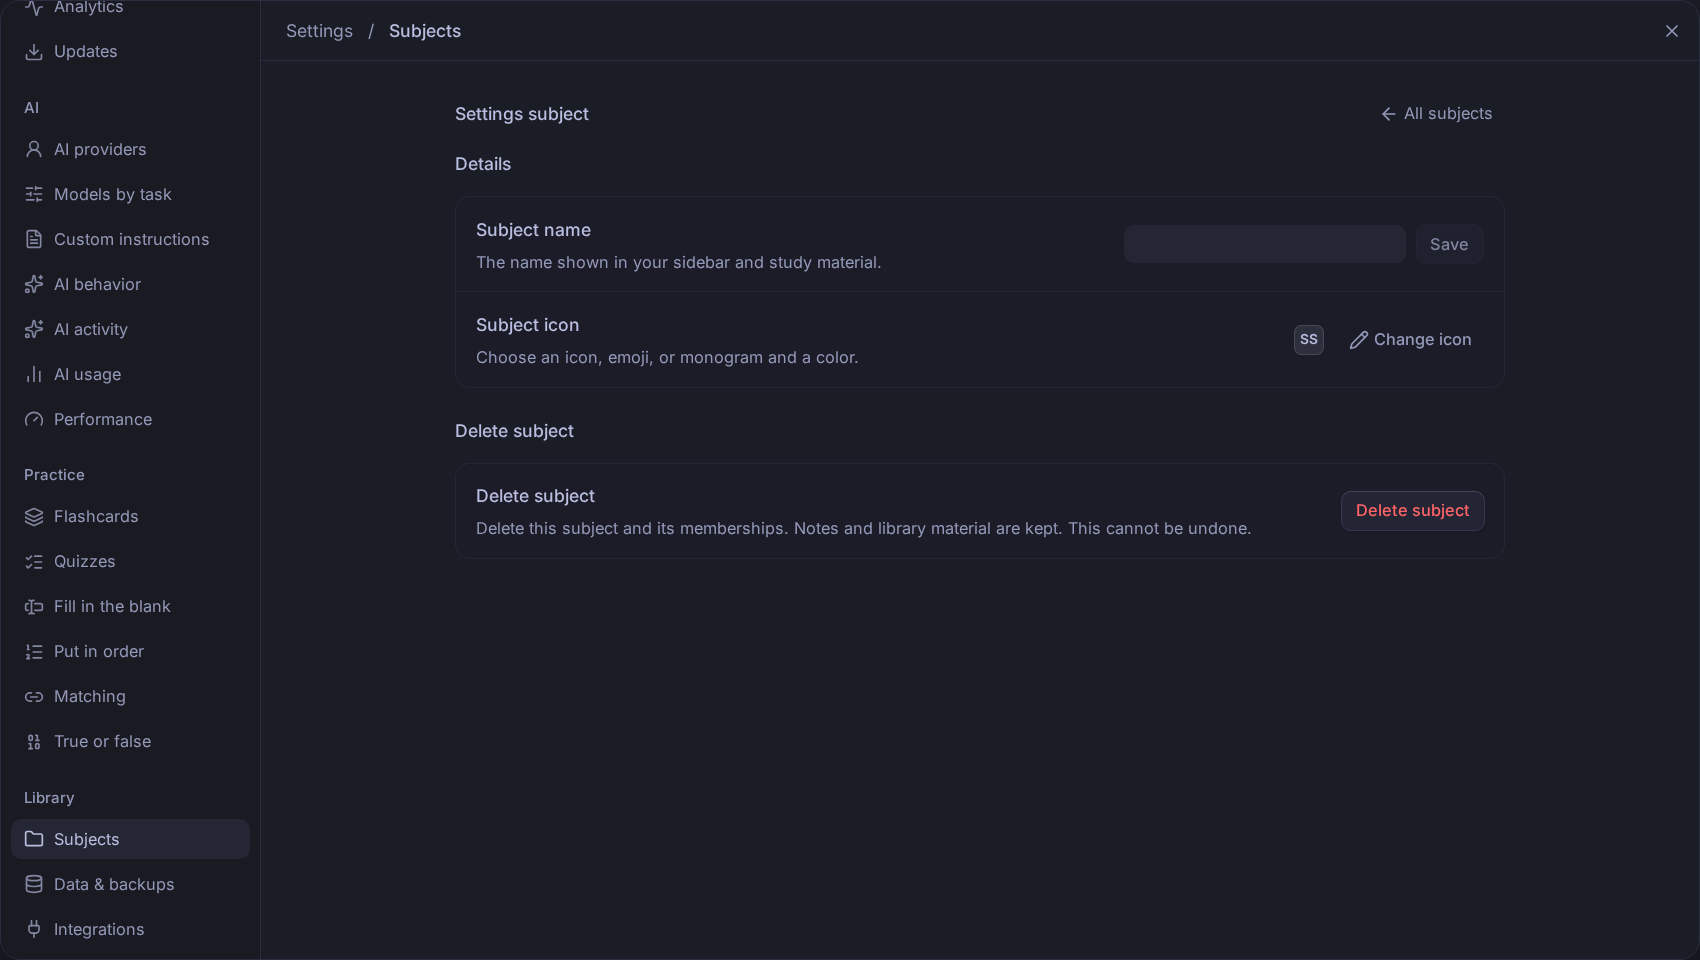 Analytics
Updates
AI
AI providers
Models by task
Custom instructions
AI behavior
AI activity
AI usage
Performance
Practice
Flashcards
Quizzes
Fill in the blank
Put in order
Matching
True or false
Library
Subjects
Data & backups
Integrations
Settings / Subjects
Settings subject
All subjects
Details
Subject name
The name shown in your sidebar and study material.
Save
Subject icon
Choose an icon, emoji, or monogram and a color.
SS
Change icon
Delete subject
Delete subject
Delete this subject and its memberships. Notes and library material are kept. This cannot be undone.
Delete subject